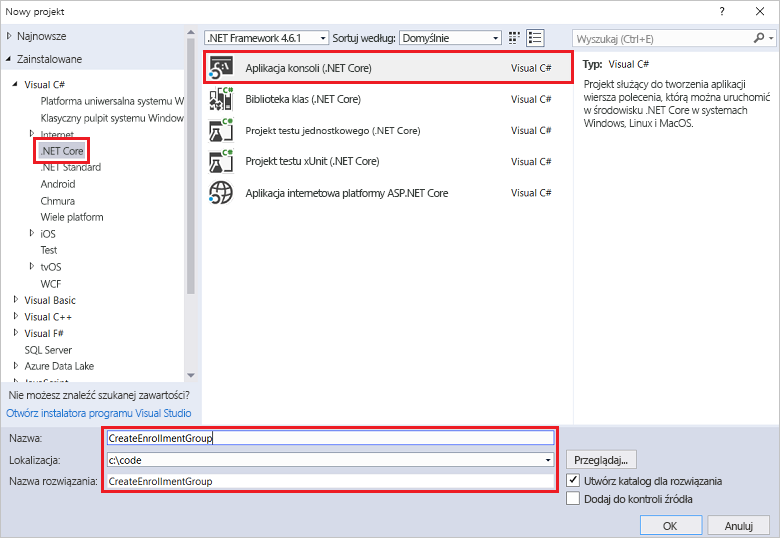 Nowy projekt
? ×
Najnowsze
Zainstalowane
Visual C#
Platforma uniwersalna systemu W
Klasyczny pulpit systemu Window
Internet
.NET Core
.NET Standard
Android
Chmura
Wiele platform
iOS
Test
tvOS
WCF
Visual Basic
Visual C++
Visual F#
SQL Server
Azure Data Lake
JavaScript
Nie możesz znaleźć szukanej zawartości?
Otwórz instalatora programu Visual Studio
.NET Framework 4.6.1 Sortuj według: Domyślnie
Aplikacja konsoli (.NET Core) Visual C#
Biblioteka klas (.NET Core) Visual C#
Projekt testu jednostkowego (.NET Core) Visual C#
Projekt testu xUnit (.NET Core) Visual C#
Aplikacja internetowa platformy ASP.NET Core Visual C#
Wyszukaj (Ctrl+E)
Typ: Visual C#
Projekt służący do tworzenia aplikacji
wiersza polecenia, którą można uruchomić
w środowisku .NET Core w systemach
Windows, Linux i MacOS.
Nazwa: CreateEnrollmentGroup
Lokalizacja: c:\code Przeglądaj...
Nazwa rozwiązania: CreateEnrollmentGroup
Utwórz katalog dla rozwiązania
Dodaj do kontroli źródła
OK Anuluj